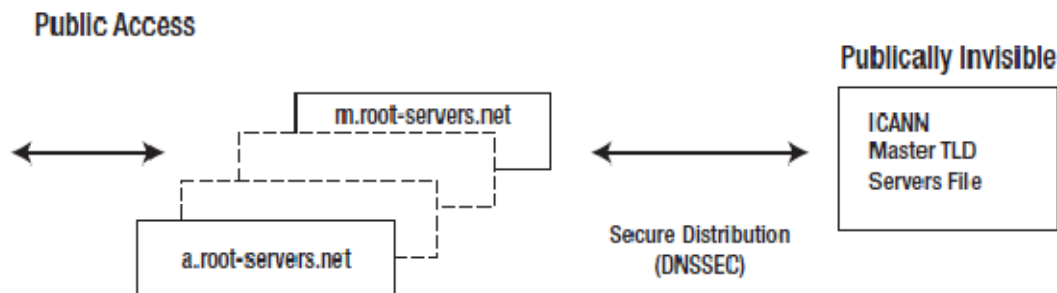 Public Access
Publically Invisible
m.root-servers.net
ICANN
Master TLD
Servers File
a.root-servers.net
Secure Distribution
(DNSSEC)